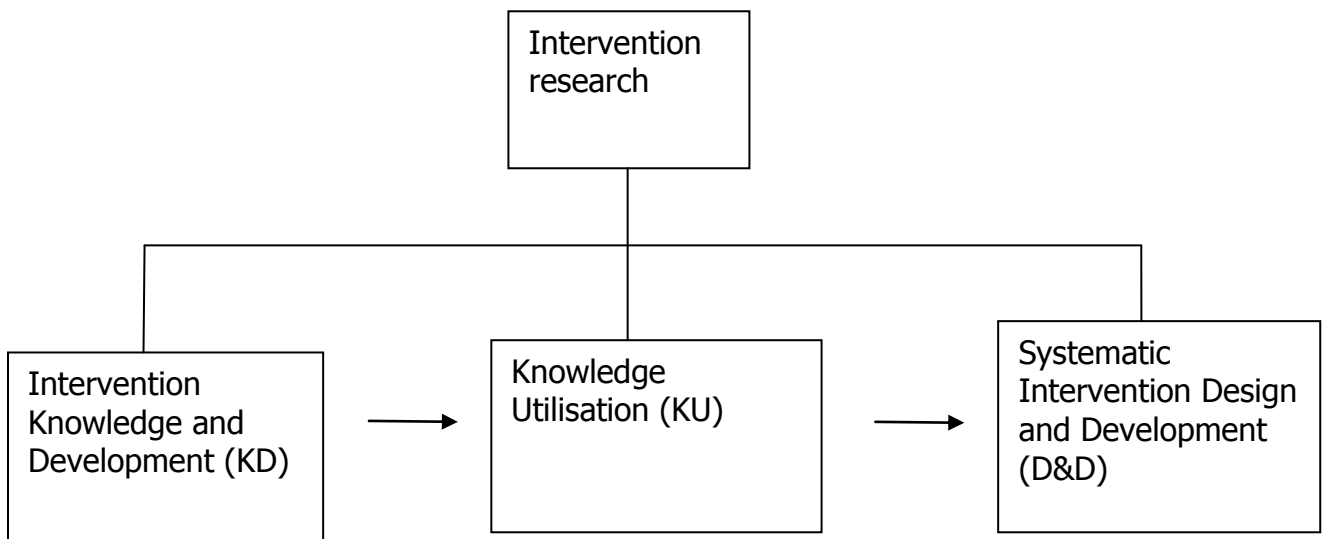 Intervention
research
Intervention
Knowledge and
Development (KD)
Knowledge
Utilisation (KU)
Systematic
Intervention Design
and Development
(D&D)